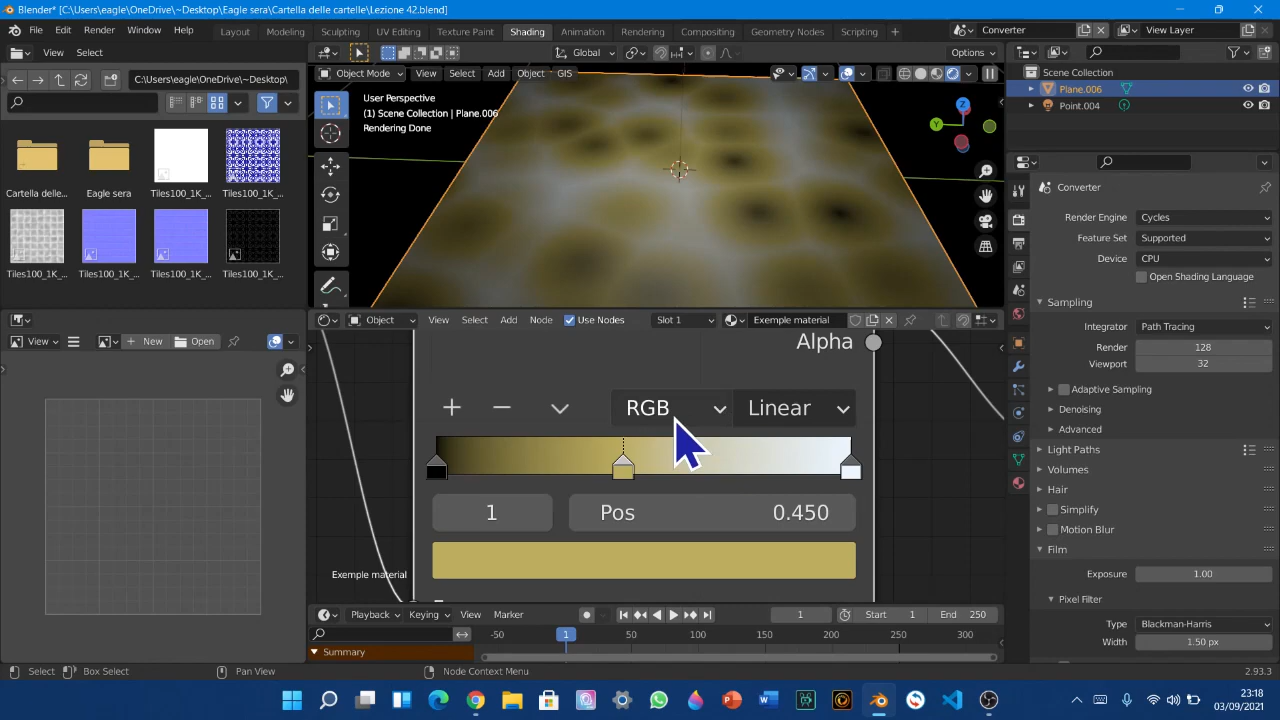 Blender* [C:\Users\eagle\OneDrive\~Desktop\Eagle sera\Cartella delle cartelle\Lezione 42.blend]
File Edit Render Window Help
Layout Modeling Sculpting UV Editing Texture Paint Shading Animation Rendering Compositing Geometry Nodes Scripting +
Converter
View Layer
View Select
Global
Options
C:\Users\eagle\OneDrive\~Desktop\
Object Mode View Select Add Object GIS
User Perspective
(1) Scene Collection | Plane.006
Rendering Done
Y
Z
Cartella delle...
Eagle sera
Tiles100_1K_...
Tiles100_1K_...
Tiles100_1K_...
Tiles100_1K_...
Tiles100_1K_...
Tiles100_1K_...
View
New
Open
Object View Select Add Node Use Nodes Slot 1 Exemple material
Alpha
RGB
Linear
1
Pos 0.450
Exemple material
Playback Keying View Marker
1
Start 1
End 250
-50 1 50 100 150 200 250 300
Summary
Scene Collection
Plane.006
Point.004
Converter
Render Engine Cycles
Feature Set Supported
Device CPU
Open Shading Language
Sampling
Integrator Path Tracing
Render 128
Viewport 32
Adaptive Sampling
Denoising
Advanced
Light Paths
Volumes
Hair
Simplify
Motion Blur
Film
Exposure 1.00
Pixel Filter
Type Blackman-Harris
Width 1.50 px
Select Box Select Pan View Node Context Menu 2.93.3
23:18
03/09/2021